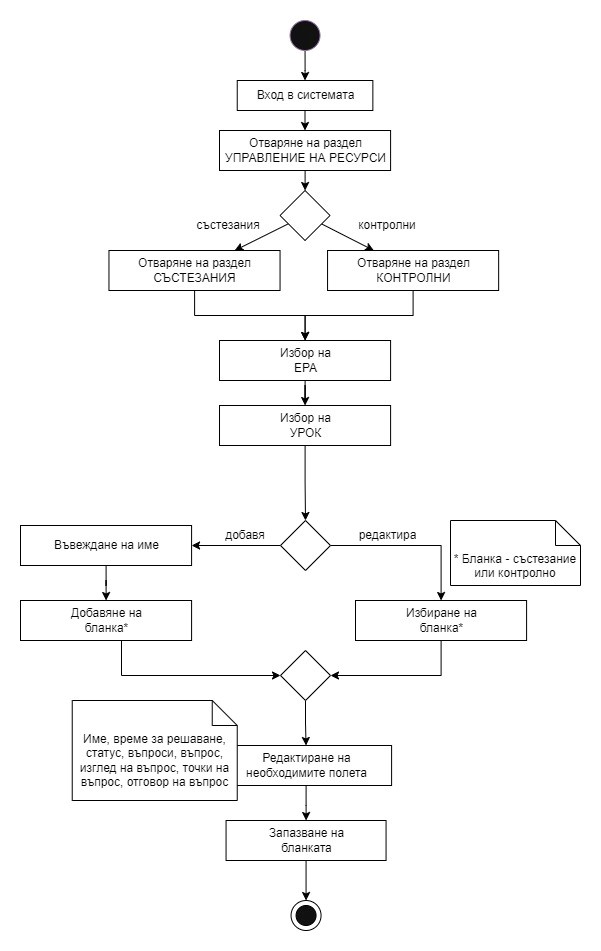 Вход в системата
Отваряне на раздел
УПРАВЛЕНИЕ НА РЕСУРСИ
състезания
контролни
Отваряне на раздел
СЪСТЕЗАНИЯ
Отваряне на раздел
КОНТРОЛНИ
Избор на
ЕРА
Избор на
УРОК
добавя
редактира
Въвеждане на име
* Бланка - състезание
или контролно
Добавяне на
бланка*
Избиране на
бланка*
Име, време за решаване,
статус, въпроси, въпрос,
изглед на въпрос, точки на
въпрос, отговор на въпрос
Редактиране на
необходимите полета
Запазване на
бланката